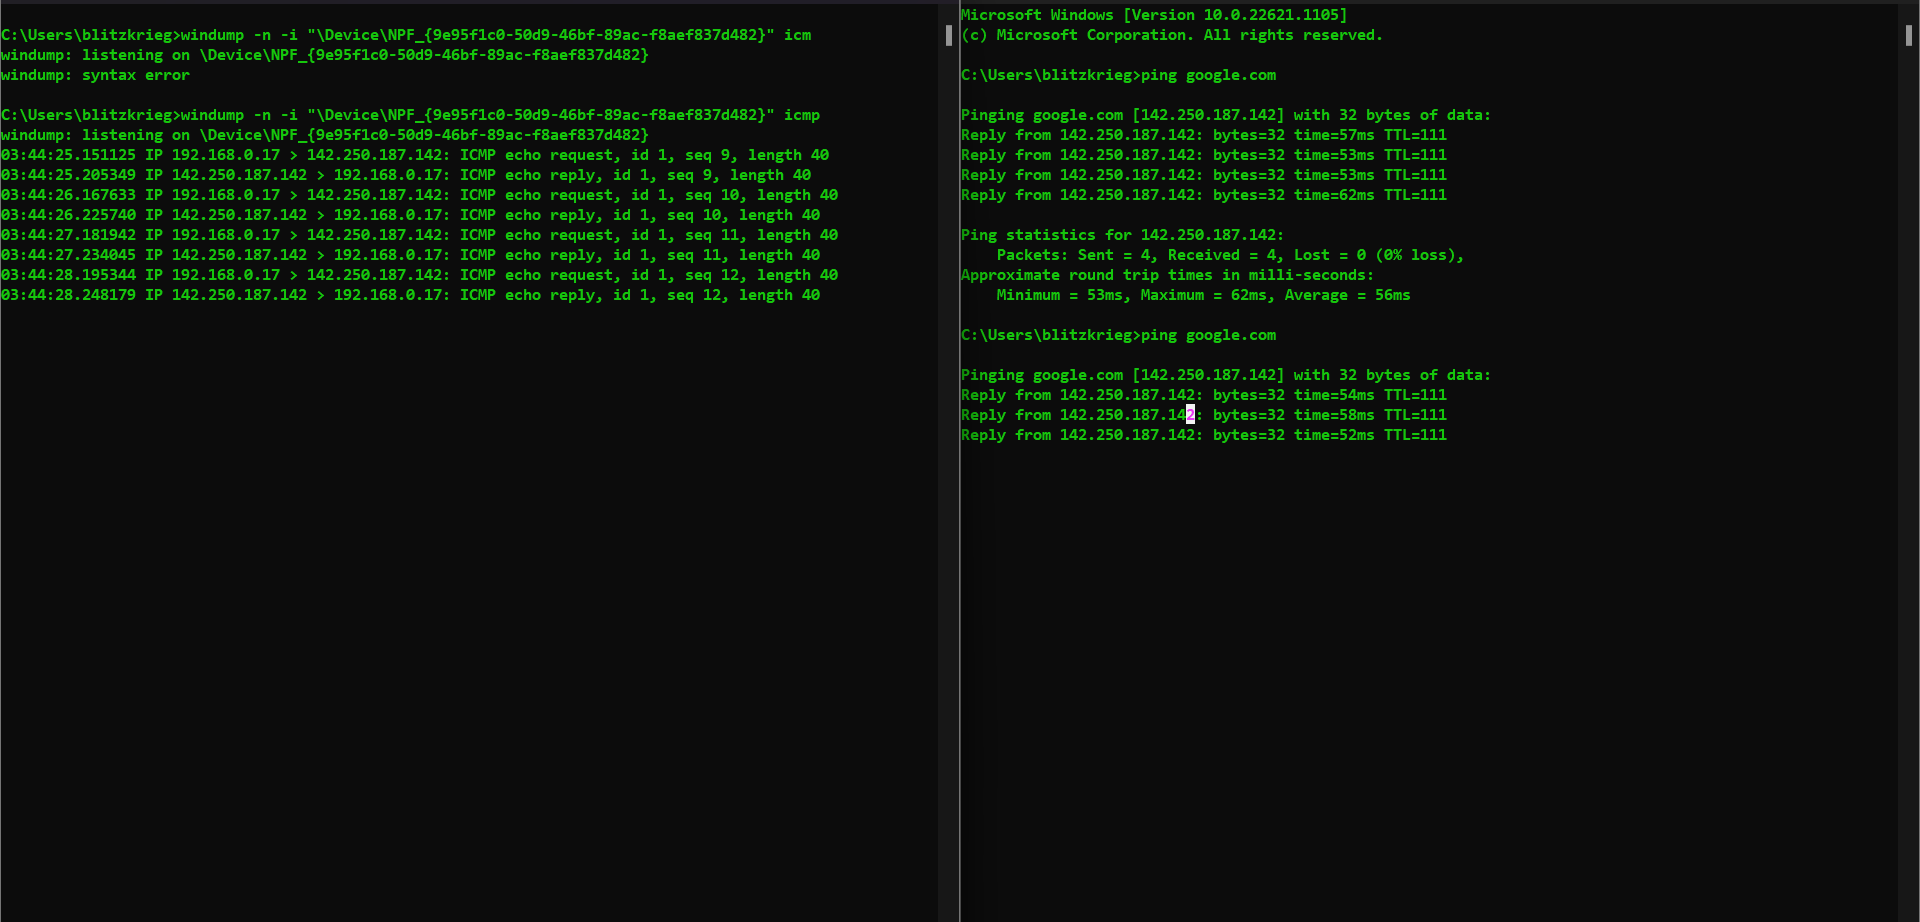 C:\Users\blitzkrieg>windump -n -i "\Device\NPF_{9e95f1c0-50d9-46bf-89ac-f8aef837d482}" icm
windump: listening on \Device\NPF_{9e95f1c0-50d9-46bf-89ac-f8aef837d482}
windump: syntax error
C:\Users\blitzkrieg>windump -n -i "\Device\NPF_{9e95f1c0-50d9-46bf-89ac-f8aef837d482}" icmp
windump: listening on \Device\NPF_{9e95f1c0-50d9-46bf-89ac-f8aef837d482}
03:44:25.151125 IP 192.168.0.17 > 142.250.187.142: ICMP echo request, id 1, seq 9, length 40
03:44:25.205349 IP 142.250.187.142 > 192.168.0.17: ICMP echo reply, id 1, seq 9, length 40
03:44:26.167633 IP 192.168.0.17 > 142.250.187.142: ICMP echo request, id 1, seq 10, length 40
03:44:26.225740 IP 142.250.187.142 > 192.168.0.17: ICMP echo reply, id 1, seq 10, length 40
03:44:27.181942 IP 192.168.0.17 > 142.250.187.142: ICMP echo request, id 1, seq 11, length 40
03:44:27.234045 IP 142.250.187.142 > 192.168.0.17: ICMP echo reply, id 1, seq 11, length 40
03:44:28.195344 IP 192.168.0.17 > 142.250.187.142: ICMP echo request, id 1, seq 12, length 40
03:44:28.248179 IP 142.250.187.142 > 192.168.0.17: ICMP echo reply, id 1, seq 12, length 40
Microsoft Windows [Version 10.0.22621.1105]
(c) Microsoft Corporation. All rights reserved.
C:\Users\blitzkrieg>ping google.com
Pinging google.com [142.250.187.142] with 32 bytes of data:
Reply from 142.250.187.142: bytes=32 time=57ms TTL=111
Reply from 142.250.187.142: bytes=32 time=53ms TTL=111
Reply from 142.250.187.142: bytes=32 time=53ms TTL=111
Reply from 142.250.187.142: bytes=32 time=62ms TTL=111
Ping statistics for 142.250.187.142:
Packets: Sent = 4, Received = 4, Lost = 0 (0% loss),
Approximate round trip times in milli-seconds:
Minimum = 53ms, Maximum = 62ms, Average = 56ms
C:\Users\blitzkrieg>ping google.com
Pinging google.com [142.250.187.142] with 32 bytes of data:
Reply from 142.250.187.142: bytes=32 time=54ms TTL=111
Reply from 142.250.187.142: bytes=32 time=58ms TTL=111
Reply from 142.250.187.142: bytes=32 time=52ms TTL=111